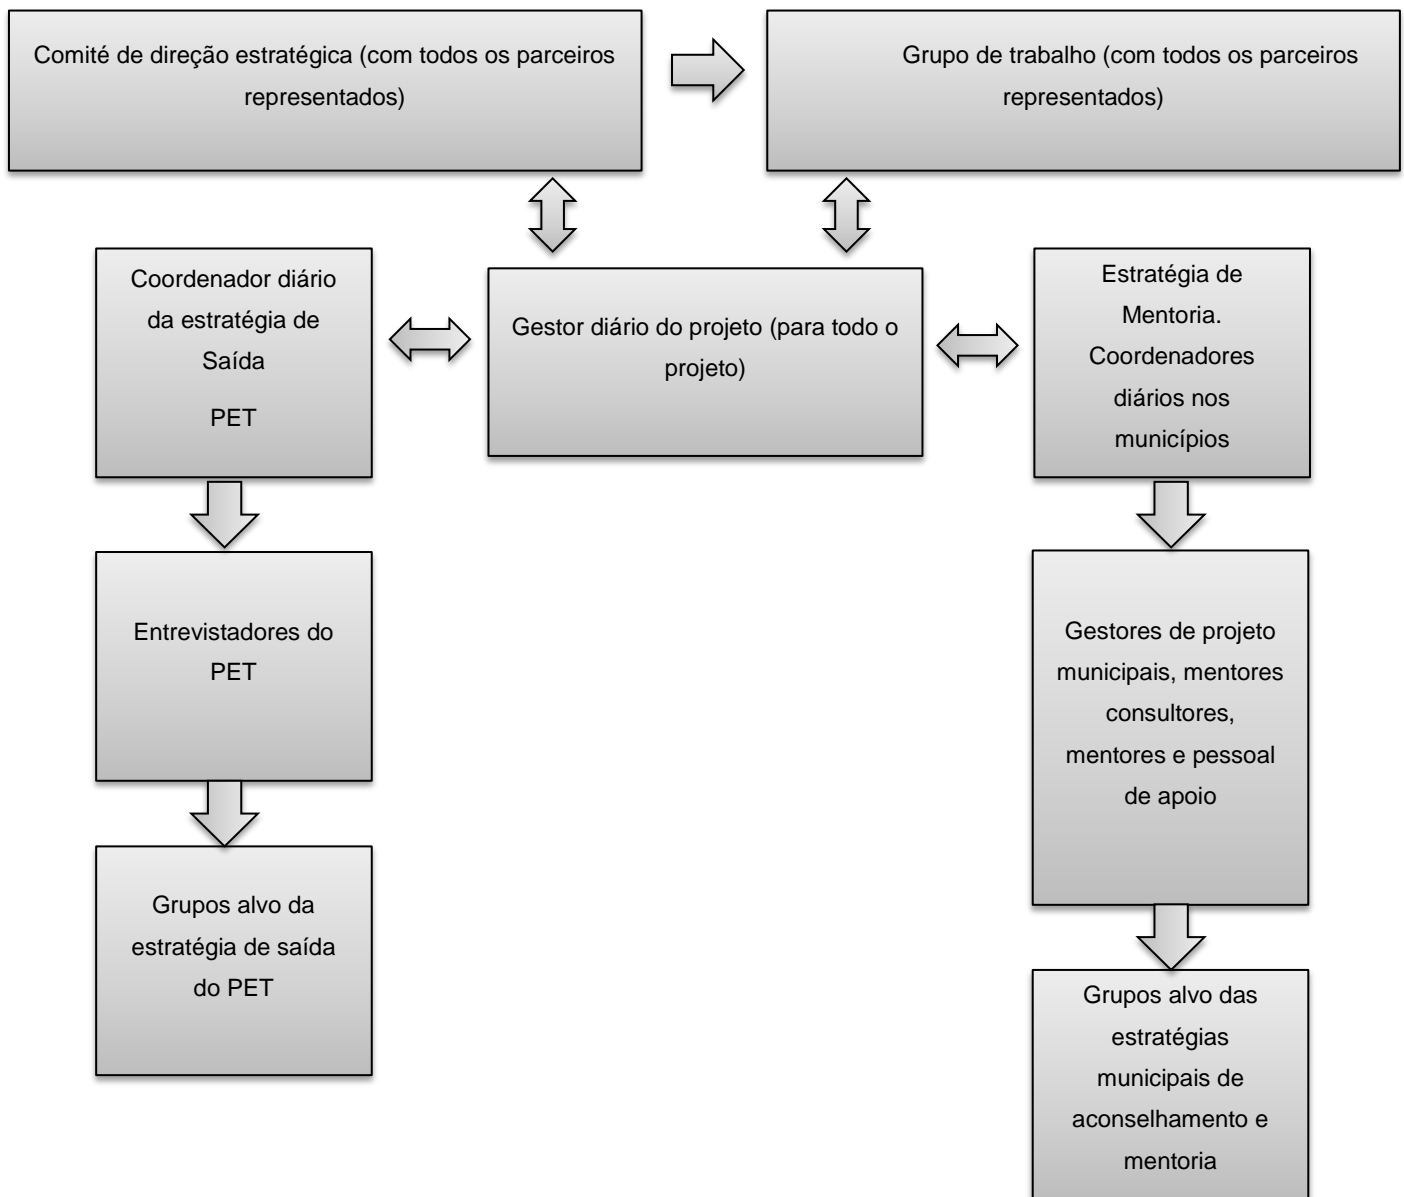 Comité de direção estratégica (com todos os parceiros
representados)
Grupo de trabalho (com todos os parceiros
representados)
Coordenador diário
da estratégia de
Saída
PET
Gestor diário do projeto (para todo o
projeto)
Estratégia de
Mentoria.
Coordenadores
diários nos
municípios
Entrevistadores do
PET
Gestores de projeto
municipais, mentores
consultores,
mentores e pessoal
de apoio
Grupos alvo da
estratégia de saída
do PET
Grupos alvo das
estratégias
municipais de
aconselhamento e
mentoria